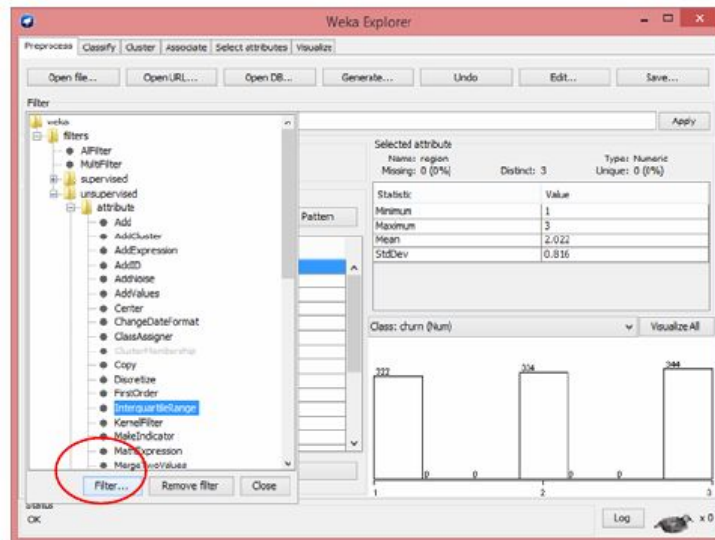 Weka Explorer
Preprocess Classify Cluster Associate Select attributes Visualize
Open file... Open URL... Open DB... Generate... Undo Edit... Save...
Filter
weka
filters
AllFilter
MultiFilter
supervised
unsupervised
attribute
Add
AddCluster
AddExpression
AddID
AddNoise
AddValues
Center
ChangeDateFormat
ClassAssigner
ClusterMembership
Copy
Discretize
FirstOrder
InterquartileRange
KernelFilter
MakeIndicator
MathExpression
MergeTwoValues
Filter... Remove filter Close
Apply
Pattern
Selected attribute
Name: region Type: Numeric
Missing: 0 (0%) Distinct: 3 Unique: 0 (0%)
Statistic Value
Minimum 1
Maximum 3
Mean 2.022
StdDev 0.816
Class: churn (Num) Visualize All
322 334 344
0 0 0 0
1 2 3
Status
OK
Log x 0